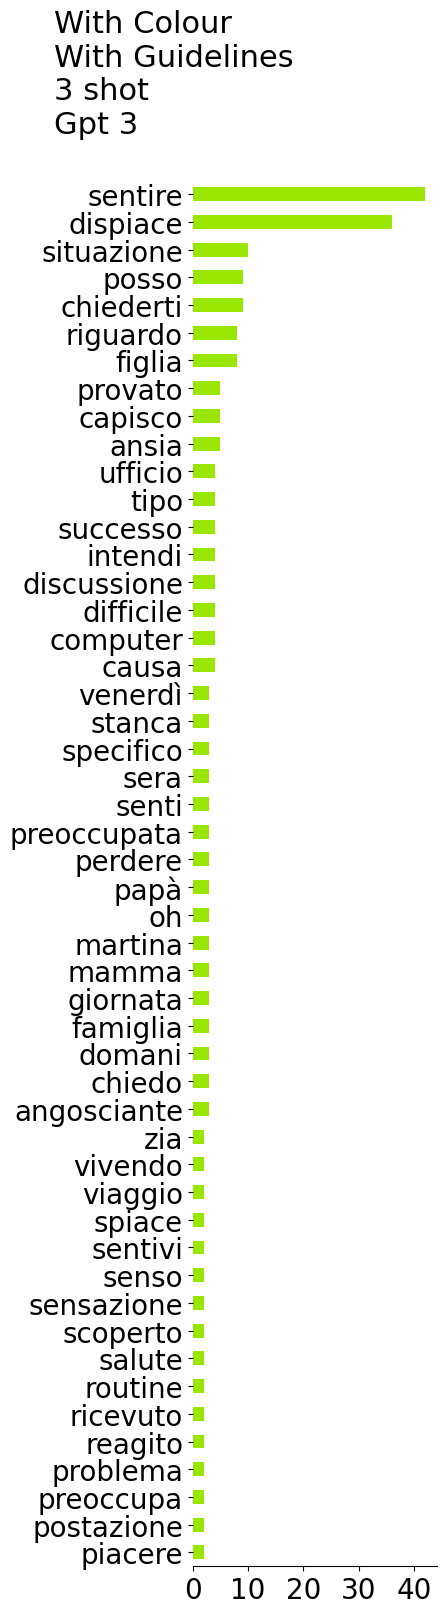 With Colour
With Guidelines
3 shot
Gpt 3
sentire
dispiace
situazione
posso
chiederti
riguardo
figlia
provato
capisco
ansia
ufficio
tipo
successo
intendi
discussione
difficile
computer
causa
venerdì
stanca
specifico
sera
senti
preoccupata
perdere
papà
oh
martina
mamma
giornata
famiglia
domani
chiedo
angosciante
zia
vivendo
viaggio
spiace
sentivi
senso
sensazione
scoperto
salute
routine
ricevuto
reagito
problema
preoccupa
postazione
piacere
0 10 20 30 40